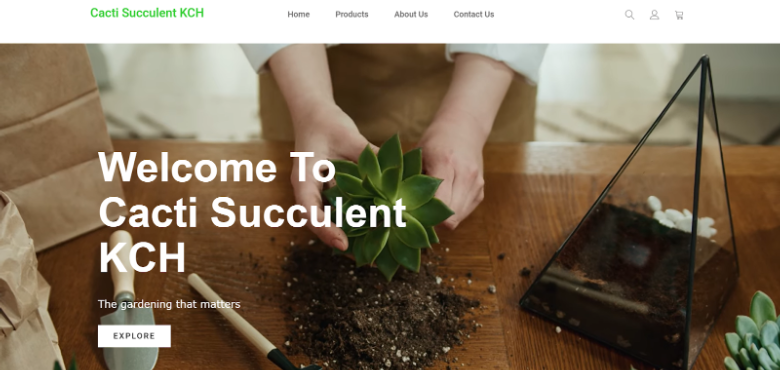 Cacti Succulent KCH
Home Products About Us Contact Us
Welcome To
Cacti Succulent
KCH
The gardening that matters
EXPLORE